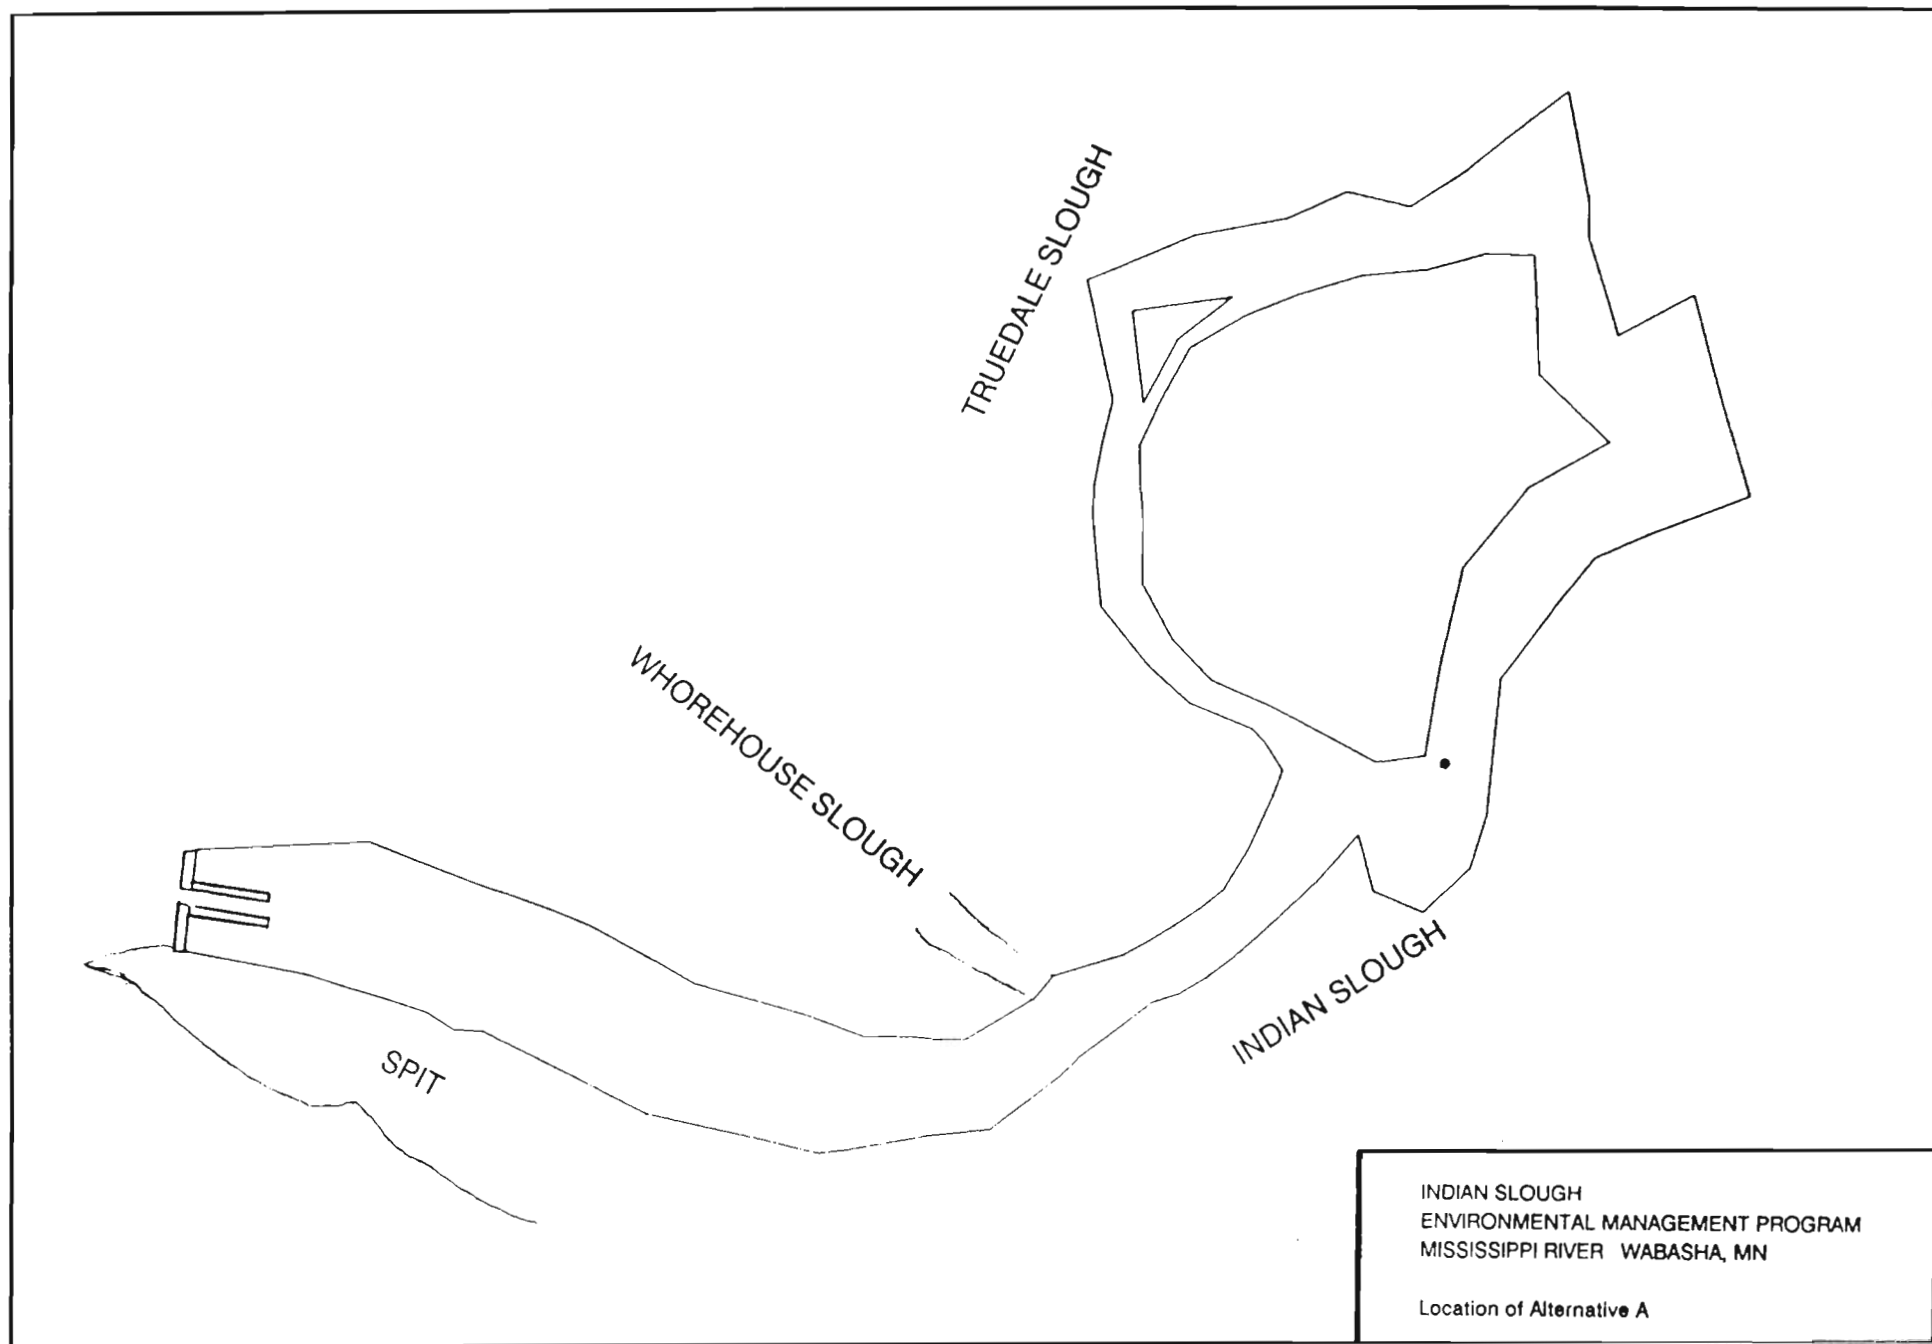 TRUEDALE SLOUGH
WHOREHOUSE SLOUGH
INDIAN SLOUGH
SPIT
INDIAN SLOUGH
ENVIRONMENTAL MANAGEMENT PROGRAM
MISSISSIPPI RIVER WABASHA, MN
Location of Alternative A